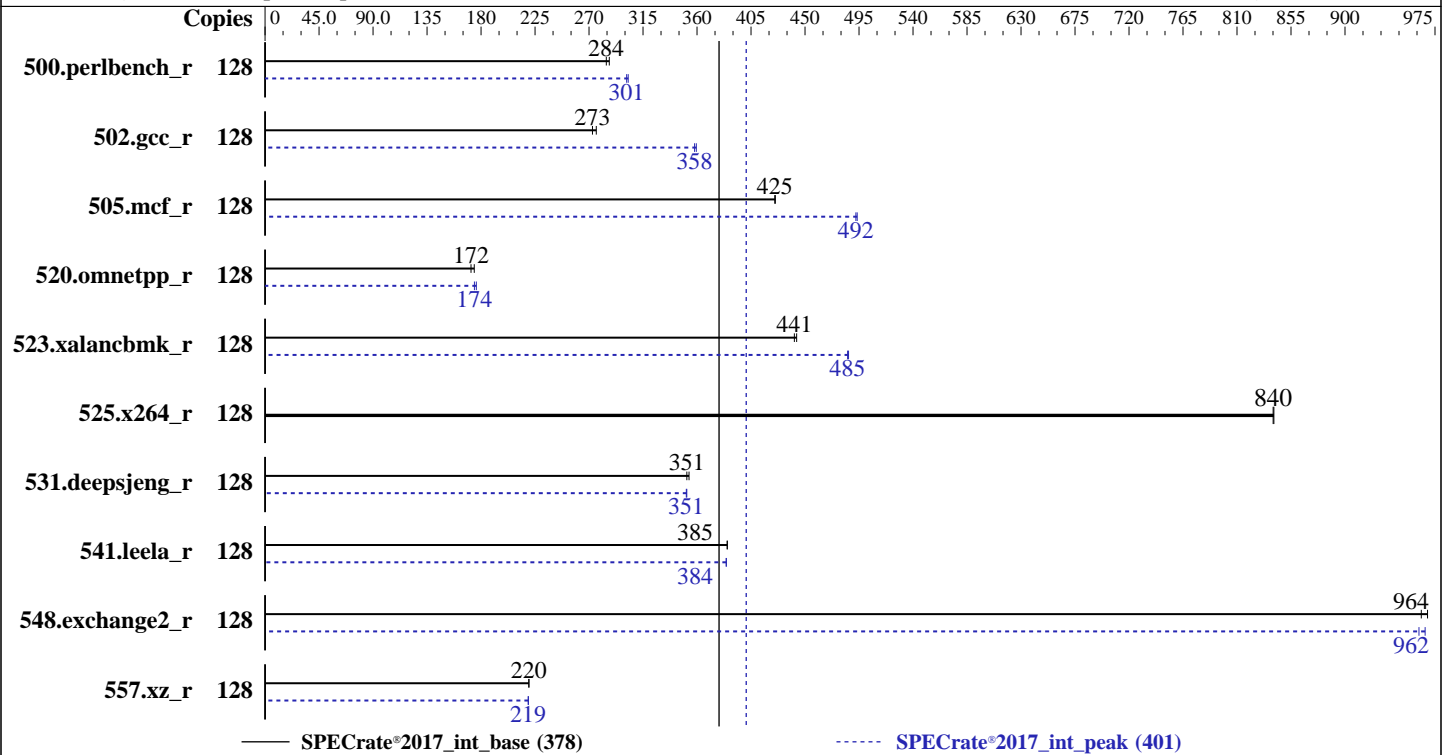 Copies 0 45.0 90.0 135 180 225 270 315 360 405 450 495 540 585 630 675 720 765 810 855 900 975
284
500.perlbench_r 128
301
273
502.gcc_r 128
358
425
505.mcf_r 128
492
172
520.omnetpp_r 128
174
441
523.xalancbmk_r 128
485
840
525.x264_r 128
351
531.deepsjeng_r 128
351
385
541.leela_r 128
384
964
548.exchange2_r 128
962
220
557.xz_r 128
219
SPECrate®2017_int_base (378) SPECrate®2017_int_peak (401)